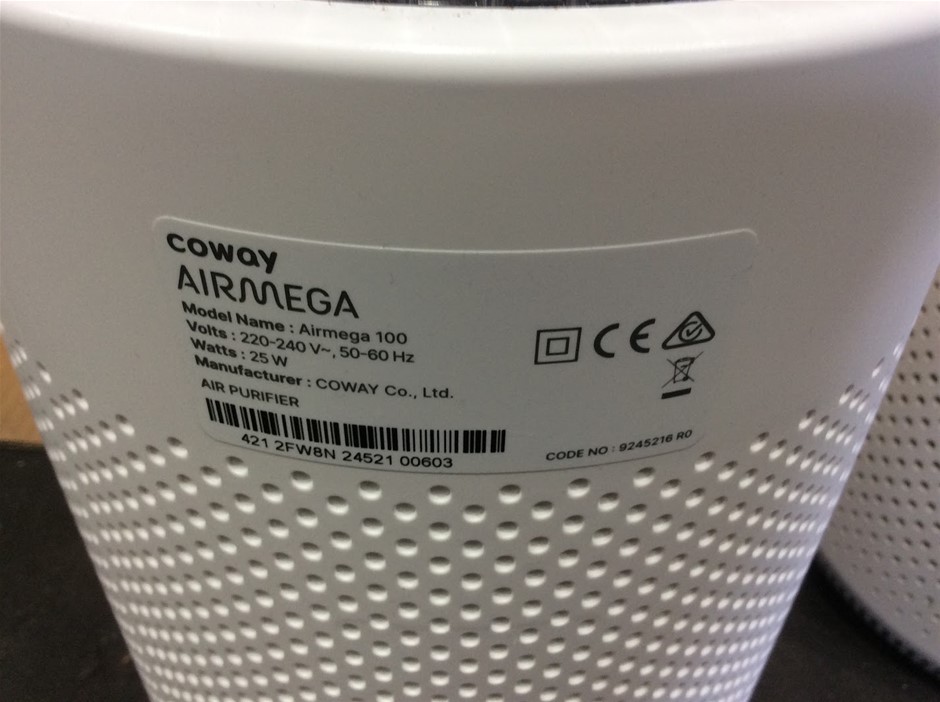 coway
AIRMEGA
Model Name : Airmega 100
Volts : 220-240 V~, 50-60 Hz
Watts : 25 W
Manufacturer : COWAY Co., Ltd.
AIR PURIFIER
421 2FW8N 24521 00603
CE
CODE NO : 9245216 R0